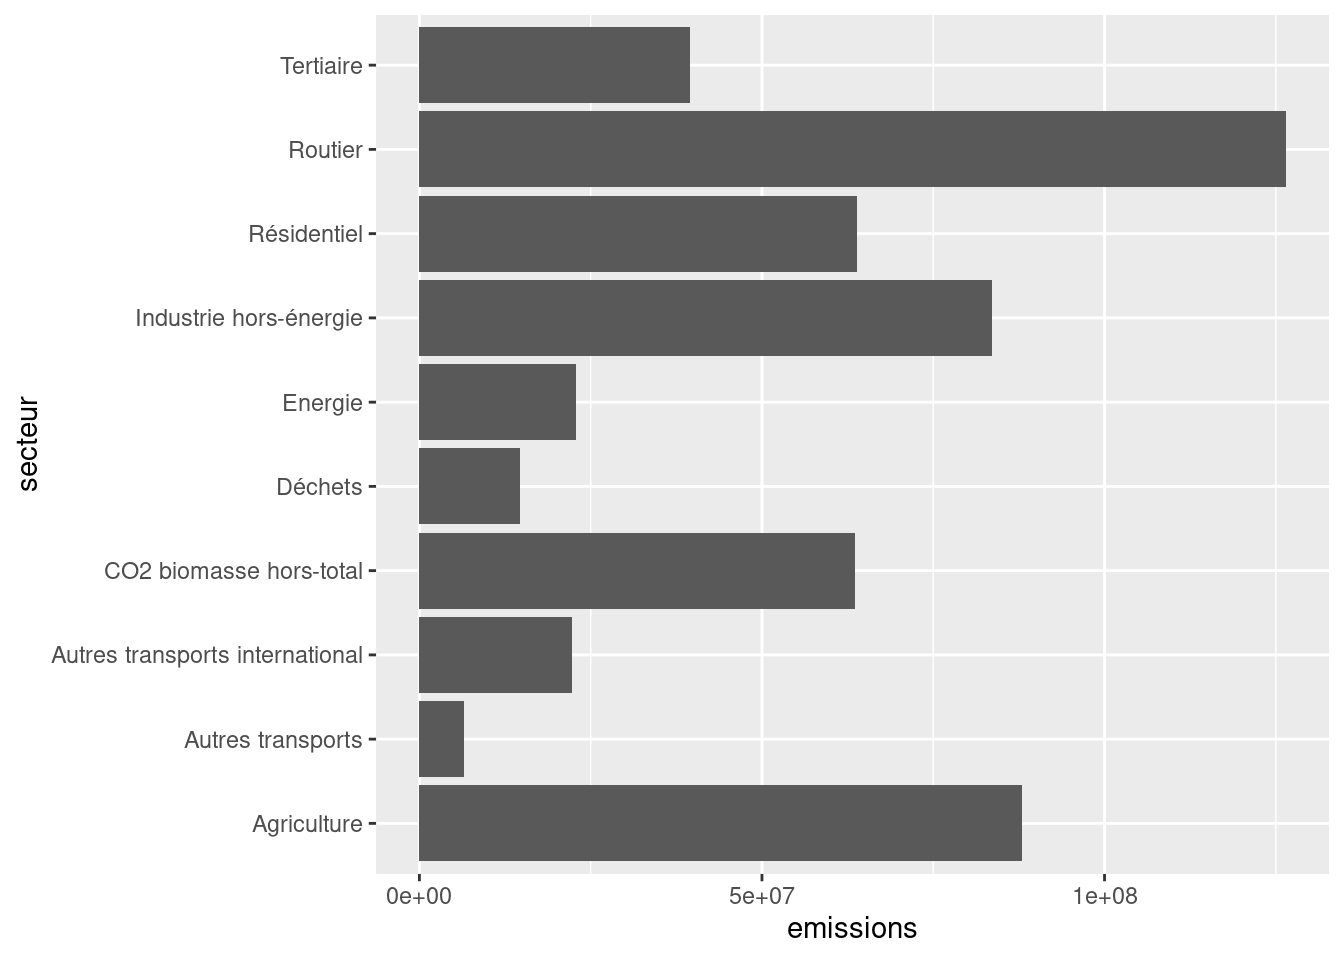 Tertiaire
Routier
Résidentiel
Industrie hors-énergie
Energie
Déchets
CO2 biomasse hors-total
Autres transports international
Autres transports
Agriculture
secteur
0e+00 5e+07 1e+08
emissions